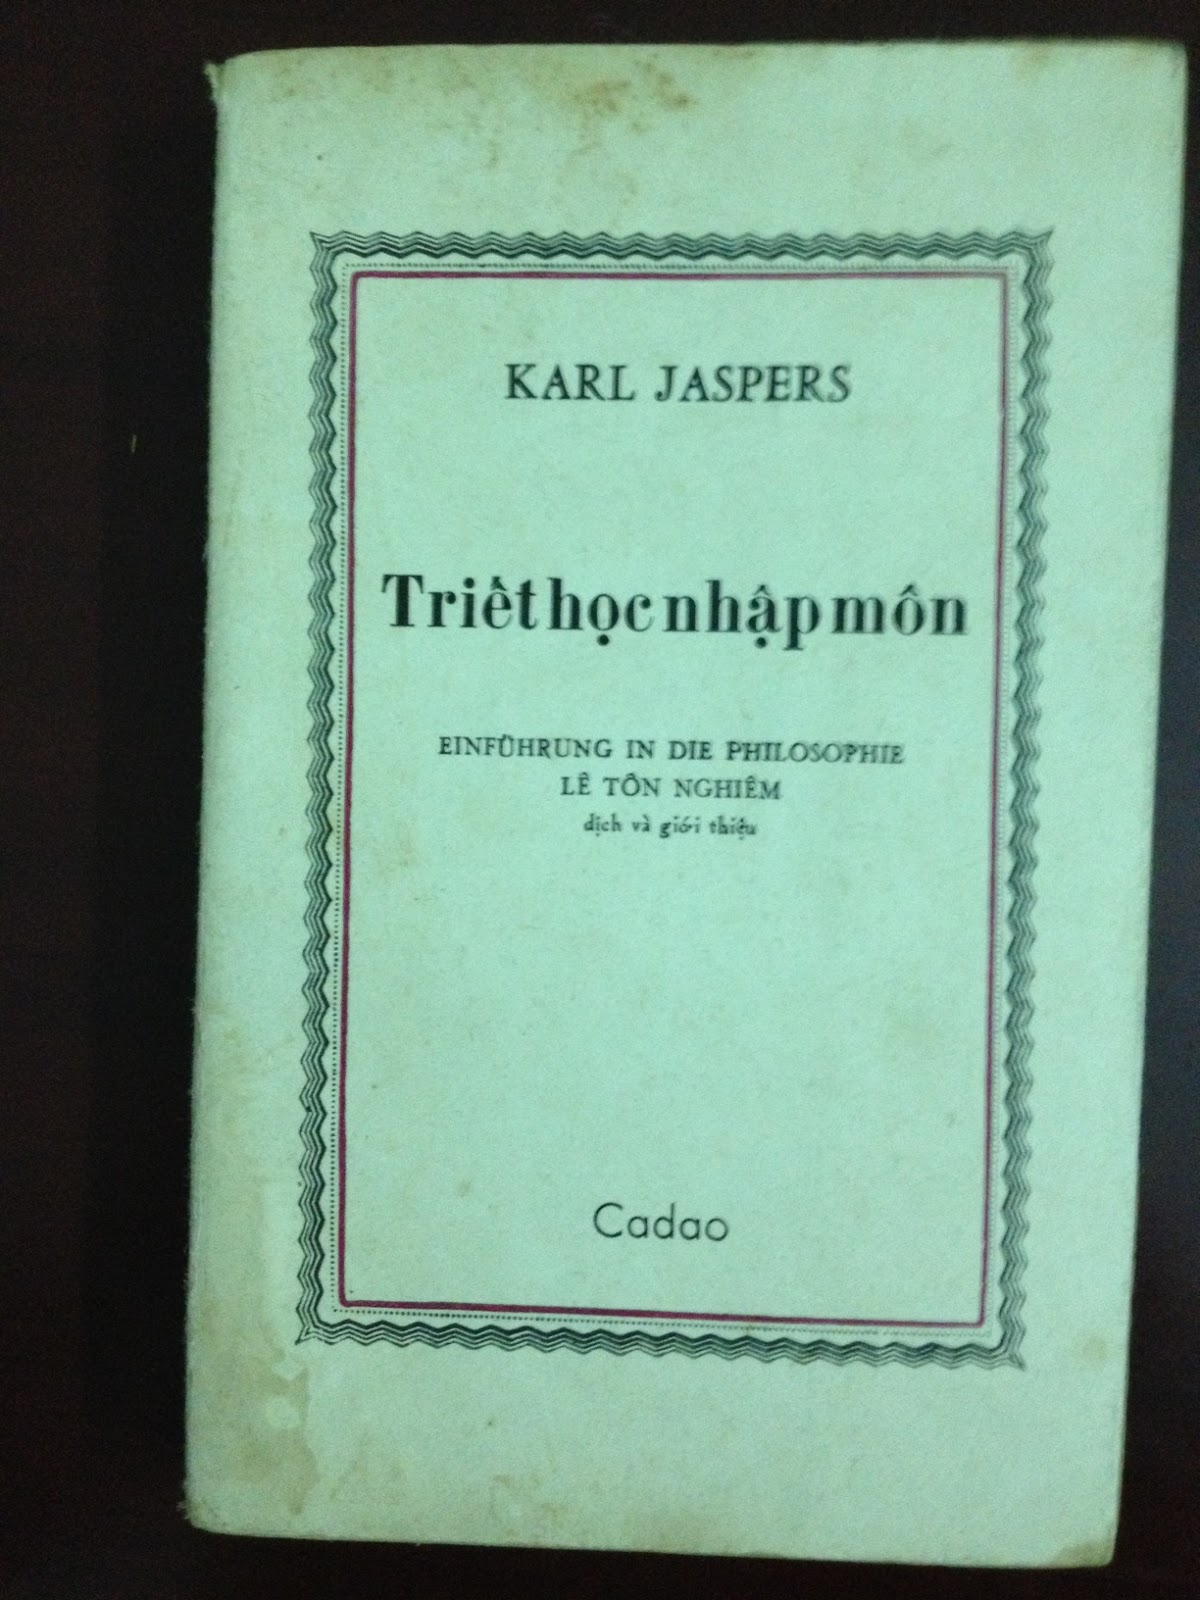 KARL JASPERS
Triết học nhập môn
EINFÜHRUNG IN DIE PHILOSOPHIE
LÊ TÔN NGHIÊM
dịch và giới thiệu
Cadao